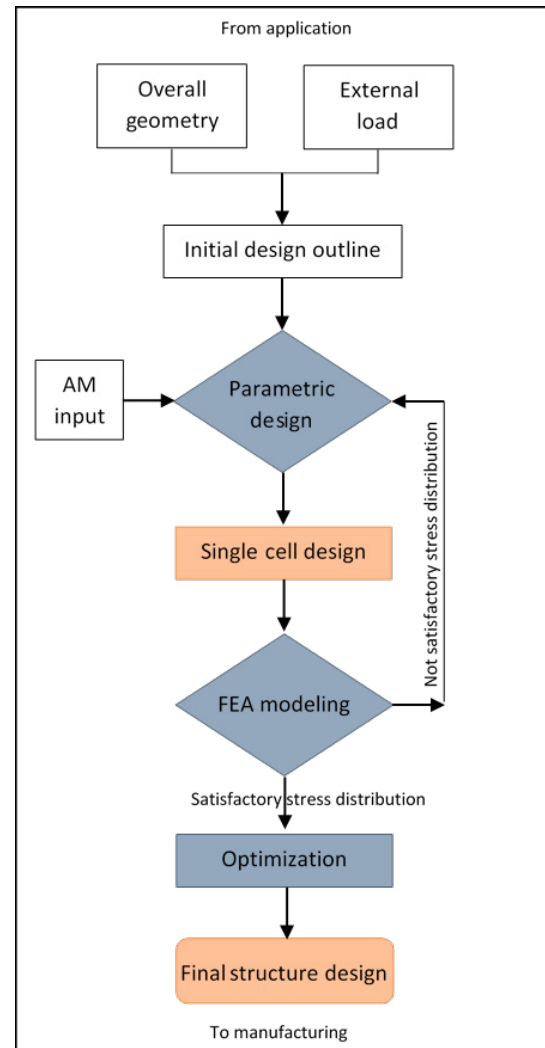 From application
Overall
geometry
External
load
Initial design outline
AM
input
Parametric
design
Not satisfactory stress distribution
Single cell design
FEA modeling
Satisfactory stress distribution
Optimization
Final structure design
To manufacturing